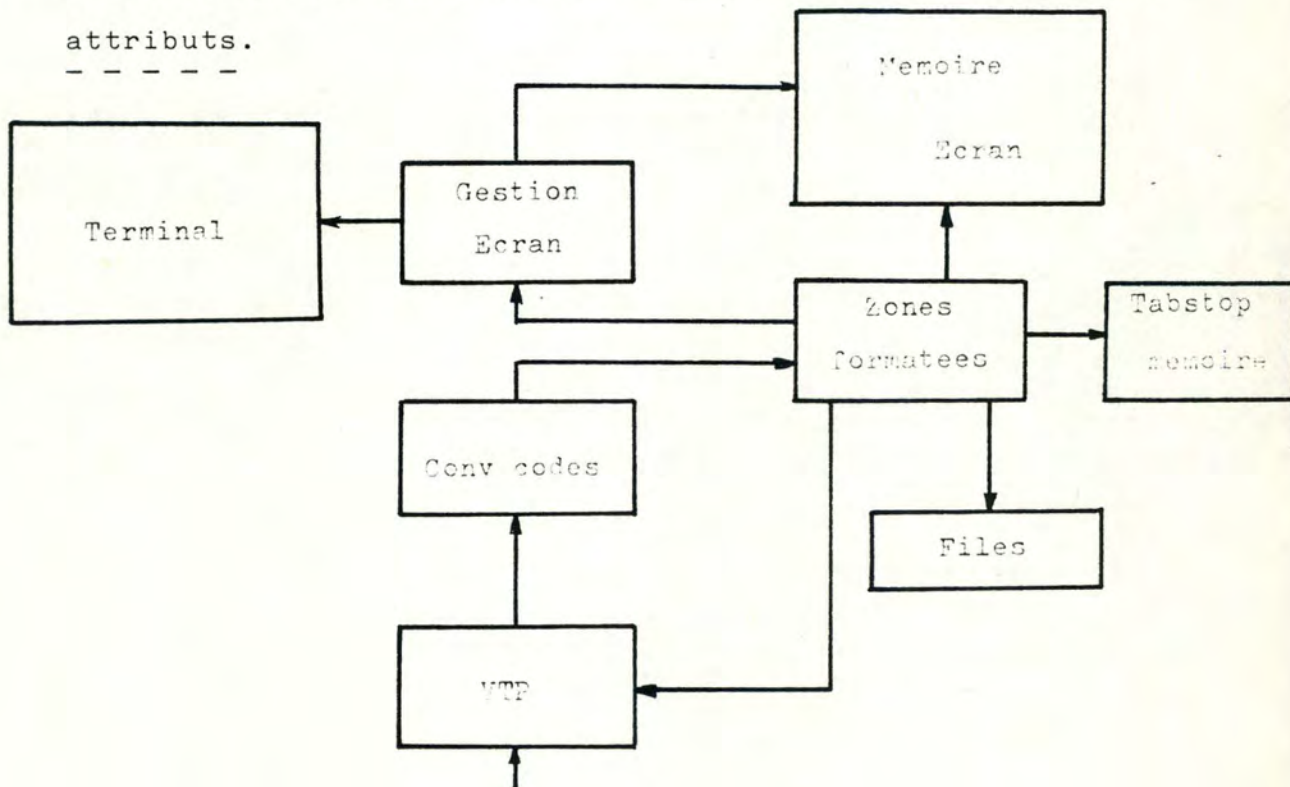 attributs.
Memoire
Ecran
Terminal
Gestion
Ecran
Zones
formatees
Tabstop
memoire
Conv codes
Files
VTP